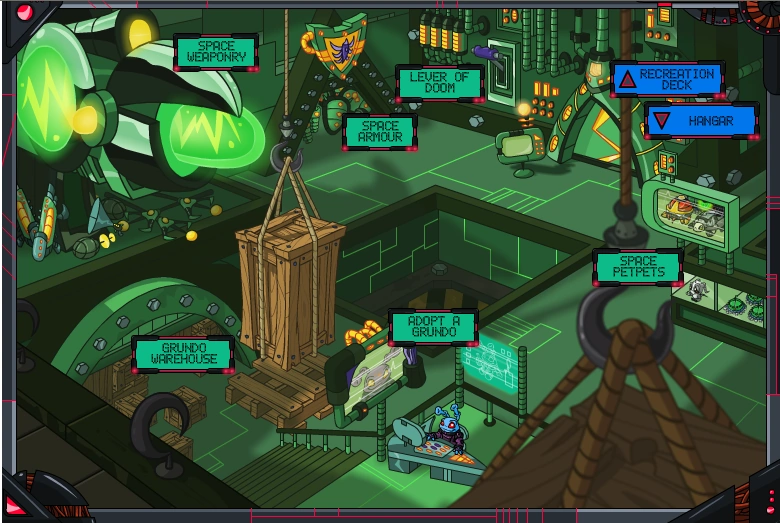 SPACE
WEAPONRY
LEVER OF
DOOM
RECREATION
DECK
SPACE
ARMOUR
HANGAR
SPACE
PETPETS
ADOPT A
GRUNDO
GRUNDO
WAREHOUSE